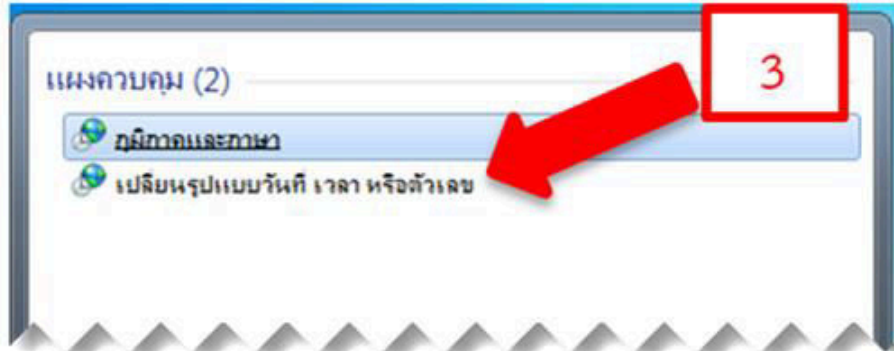 3
แผงควบคุม (2)
ภูมิภาคและภาษา
เปลี่ยนรูปแบบวันที่ เวลา หรือตัวเลข